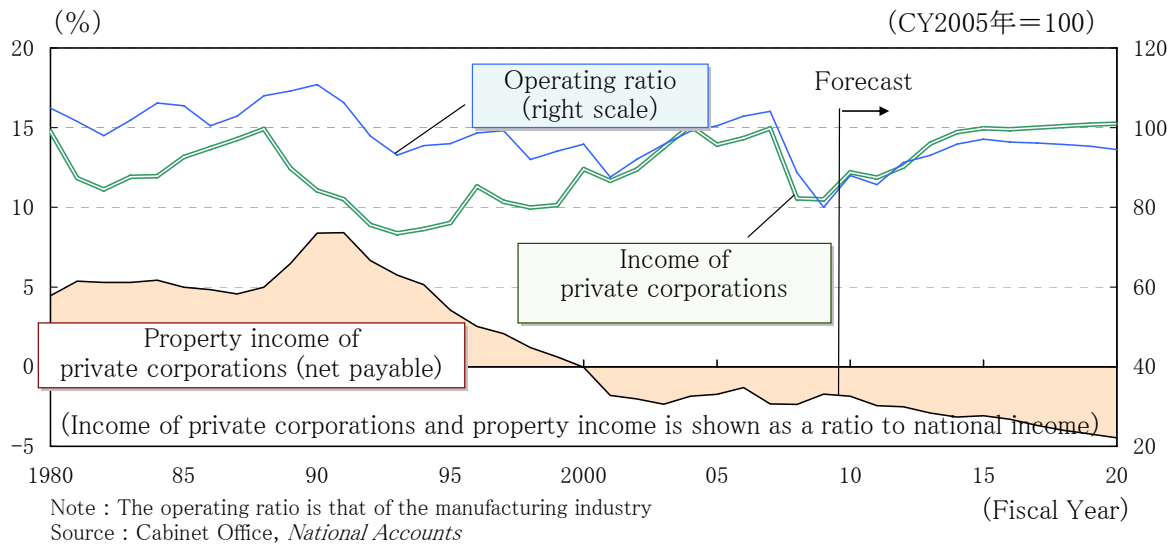 (%)
(CY2005年＝100)
20
120
Operating ratio
(right scale)
Forecast
15
100
10
80
Income of
private corporations
5
60
Property income of
private corporations (net payable)
0
40
(Income of private corporations and property income is shown as a ratio to national income)
-5
20
1980 85 90 95 2000 05 10 15 20
Note : The operating ratio is that of the manufacturing industry
(Fiscal Year)
Source : Cabinet Office, National Accounts